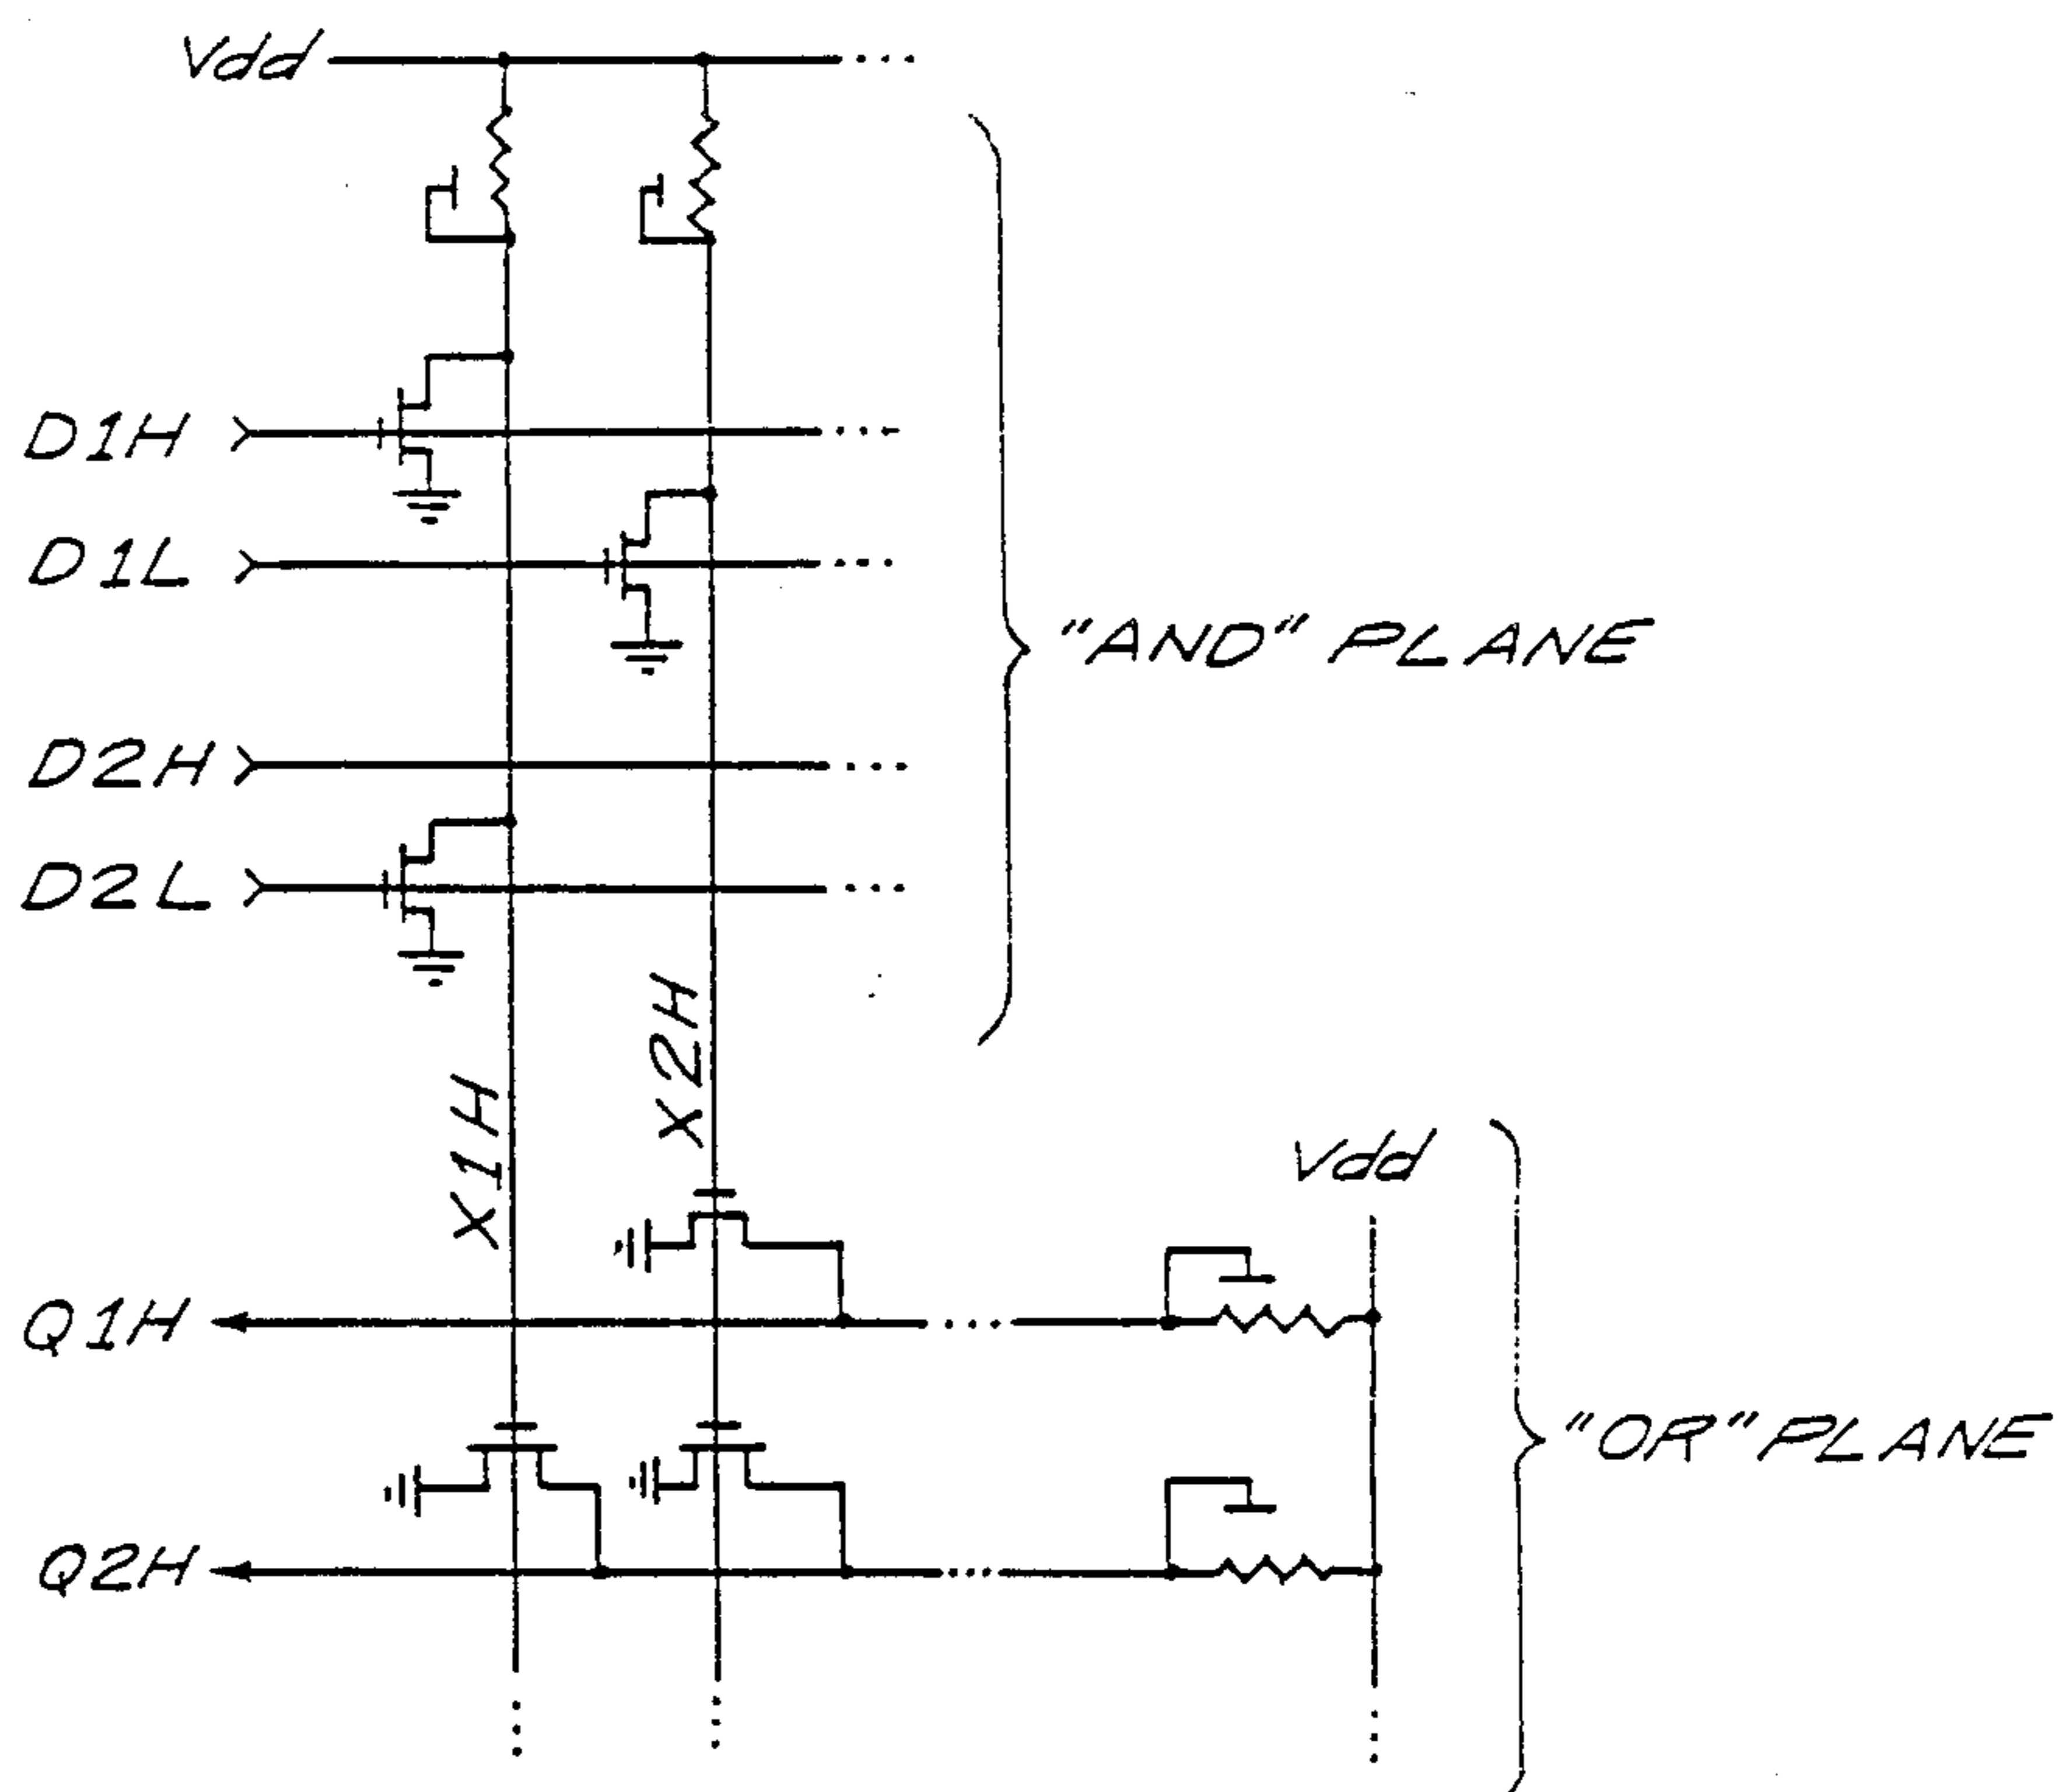 Vdd
D1H
D1L
"AND" PLANE
D2H
D2L
X2H
X1H
Vdd
Q1H
"OR" PLANE
Q2H